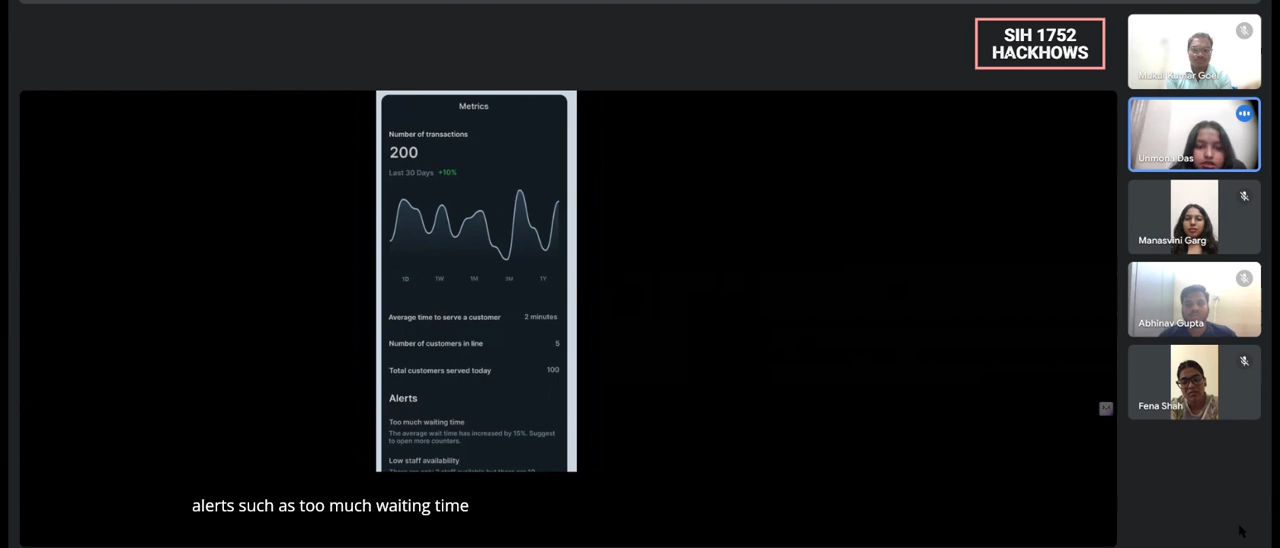 SIH 1752
HACKHOWS
Metrics
Number of transactions
200
Last 30 Days +10%
1D 1W 1M 3M 1Y
Average time to serve a customer 2 minutes
Number of customers in line 5
Total customers served today 100
Alerts
Too much waiting time
The average wait time has increased by 15%. Suggest
to open more counters.
Low staff availability
alerts such as too much waiting time
Kumar Goel
Das
Manasvini Garg
Abhinav Gupta
Fena Shah